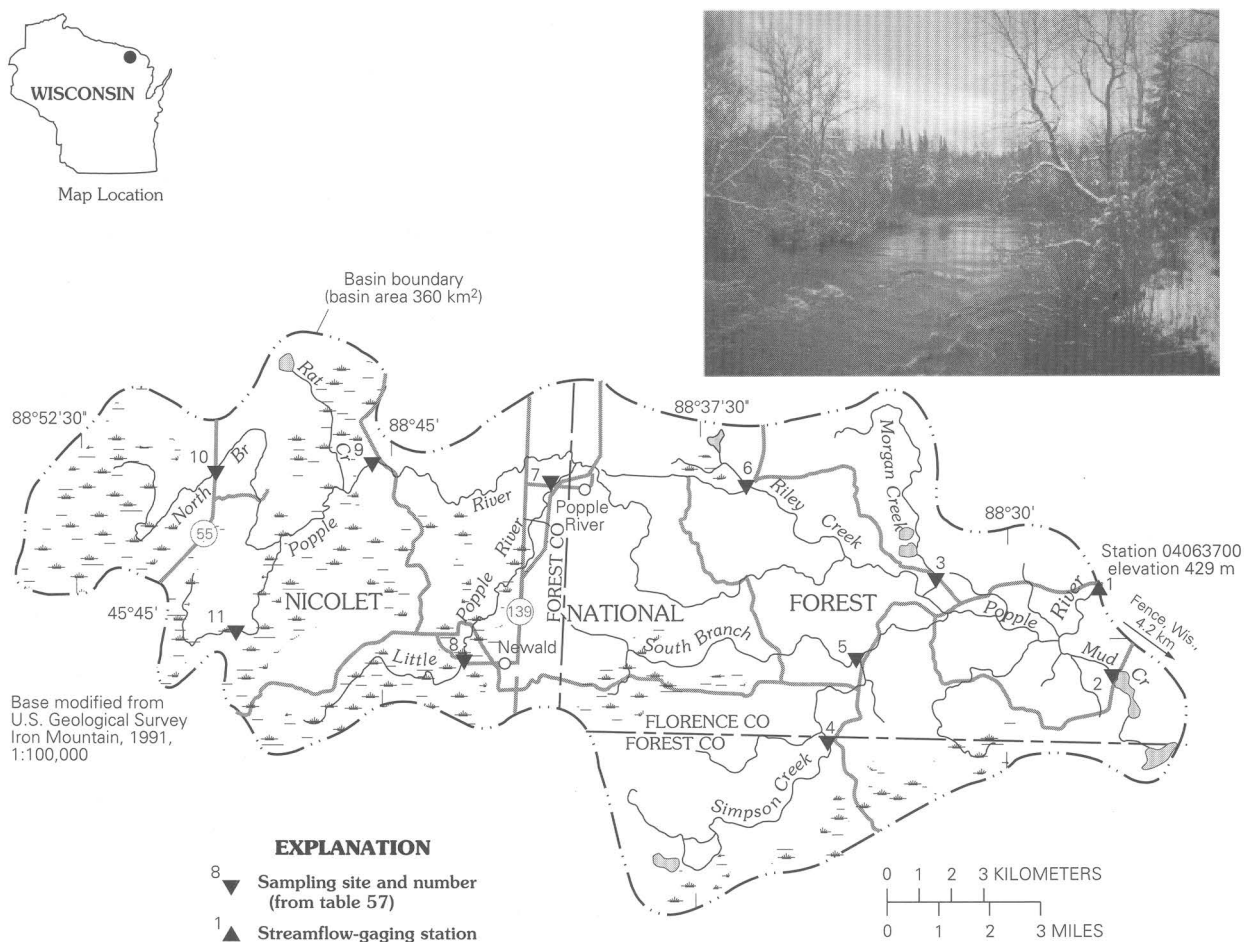 WISCONSIN
Map Location
Basin boundary
(basin area 360 km²)
88°52'30"
88°45'
88°37'30"
88°30'
45°45'
Rat
Cr
9
10
North Br
55
Popple
River
11
NICOLET
7
Popple
River
Popple River
FOREST CO
139
8
Little
Newald
NATIONAL
FOREST
6
Riley
Creek
Morgan Creek
3
Popple
River
1
Station 04063700
elevation 429 m
Fence, Wis.,
4.2 km
Mud
Cr
2
South Branch
5
FLORENCE CO
FOREST CO
4
Simpson Creek
Base modified from
U.S. Geological Survey
Iron Mountain, 1991,
1:100,000
EXPLANATION
8 Sampling site and number
(from table 57)
1 Streamflow-gaging station
0 1 2 3 KILOMETERS
0 1 2 3 MILES